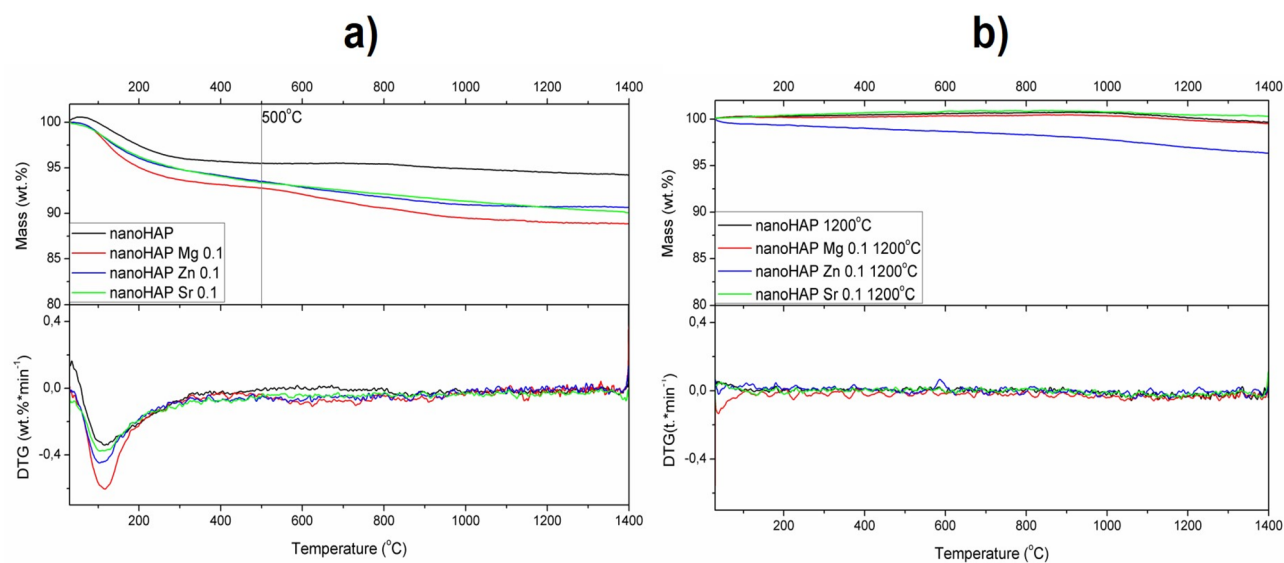 a)
200 400 600 800 1000 1200 1400
100
95
90
85
80
Mass (wt.%)
500°C
nanoHAP
nanoHAP Mg 0.1
nanoHAP Zn 0.1
nanoHAP Sr 0.1
0,4
0,0
-0,4
DTG (wt.%*min⁻¹)
200 400 600 800 1000 1200 1400
Temperature (°C)
b)
200 400 600 800 1000 1200 1400
100
95
90
85
80
Mass (wt.%)
nanoHAP 1200°C
nanoHAP Mg 0.1 1200°C
nanoHAP Zn 0.1 1200°C
nanoHAP Sr 0.1 1200°C
0,4
0,0
-0,4
DTG(t.*min⁻¹)
200 400 600 800 1000 1200 1400
Temperature (°C)